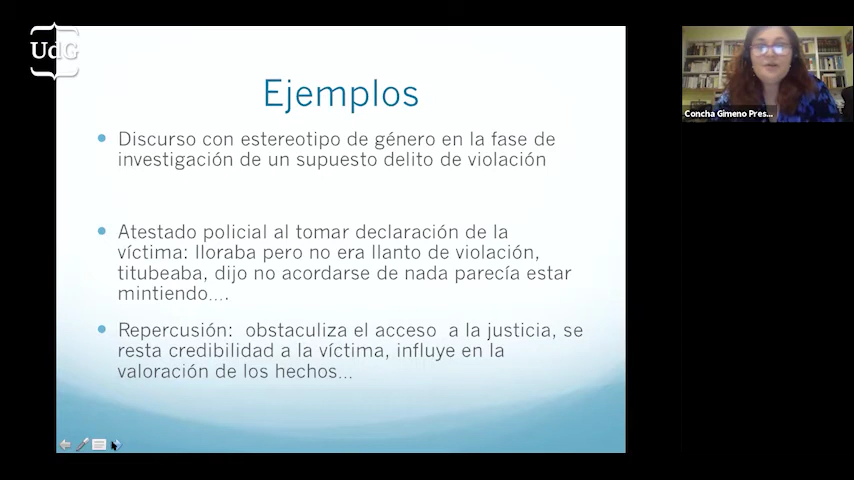 UdG
Ejemplos
Discurso con estereotipo de género en la fase de
investigación de un supuesto delito de violación
Atestado policial al tomar declaración de la
víctima: lloraba pero no era llanto de violación,
titubeaba, dijo no acordarse de nada parecía estar
mintiendo....
Repercusión: obstaculiza el acceso a la justicia, se
resta credibilidad a la víctima, influye en la
valoración de los hechos...
Concha Gimeno Pres...